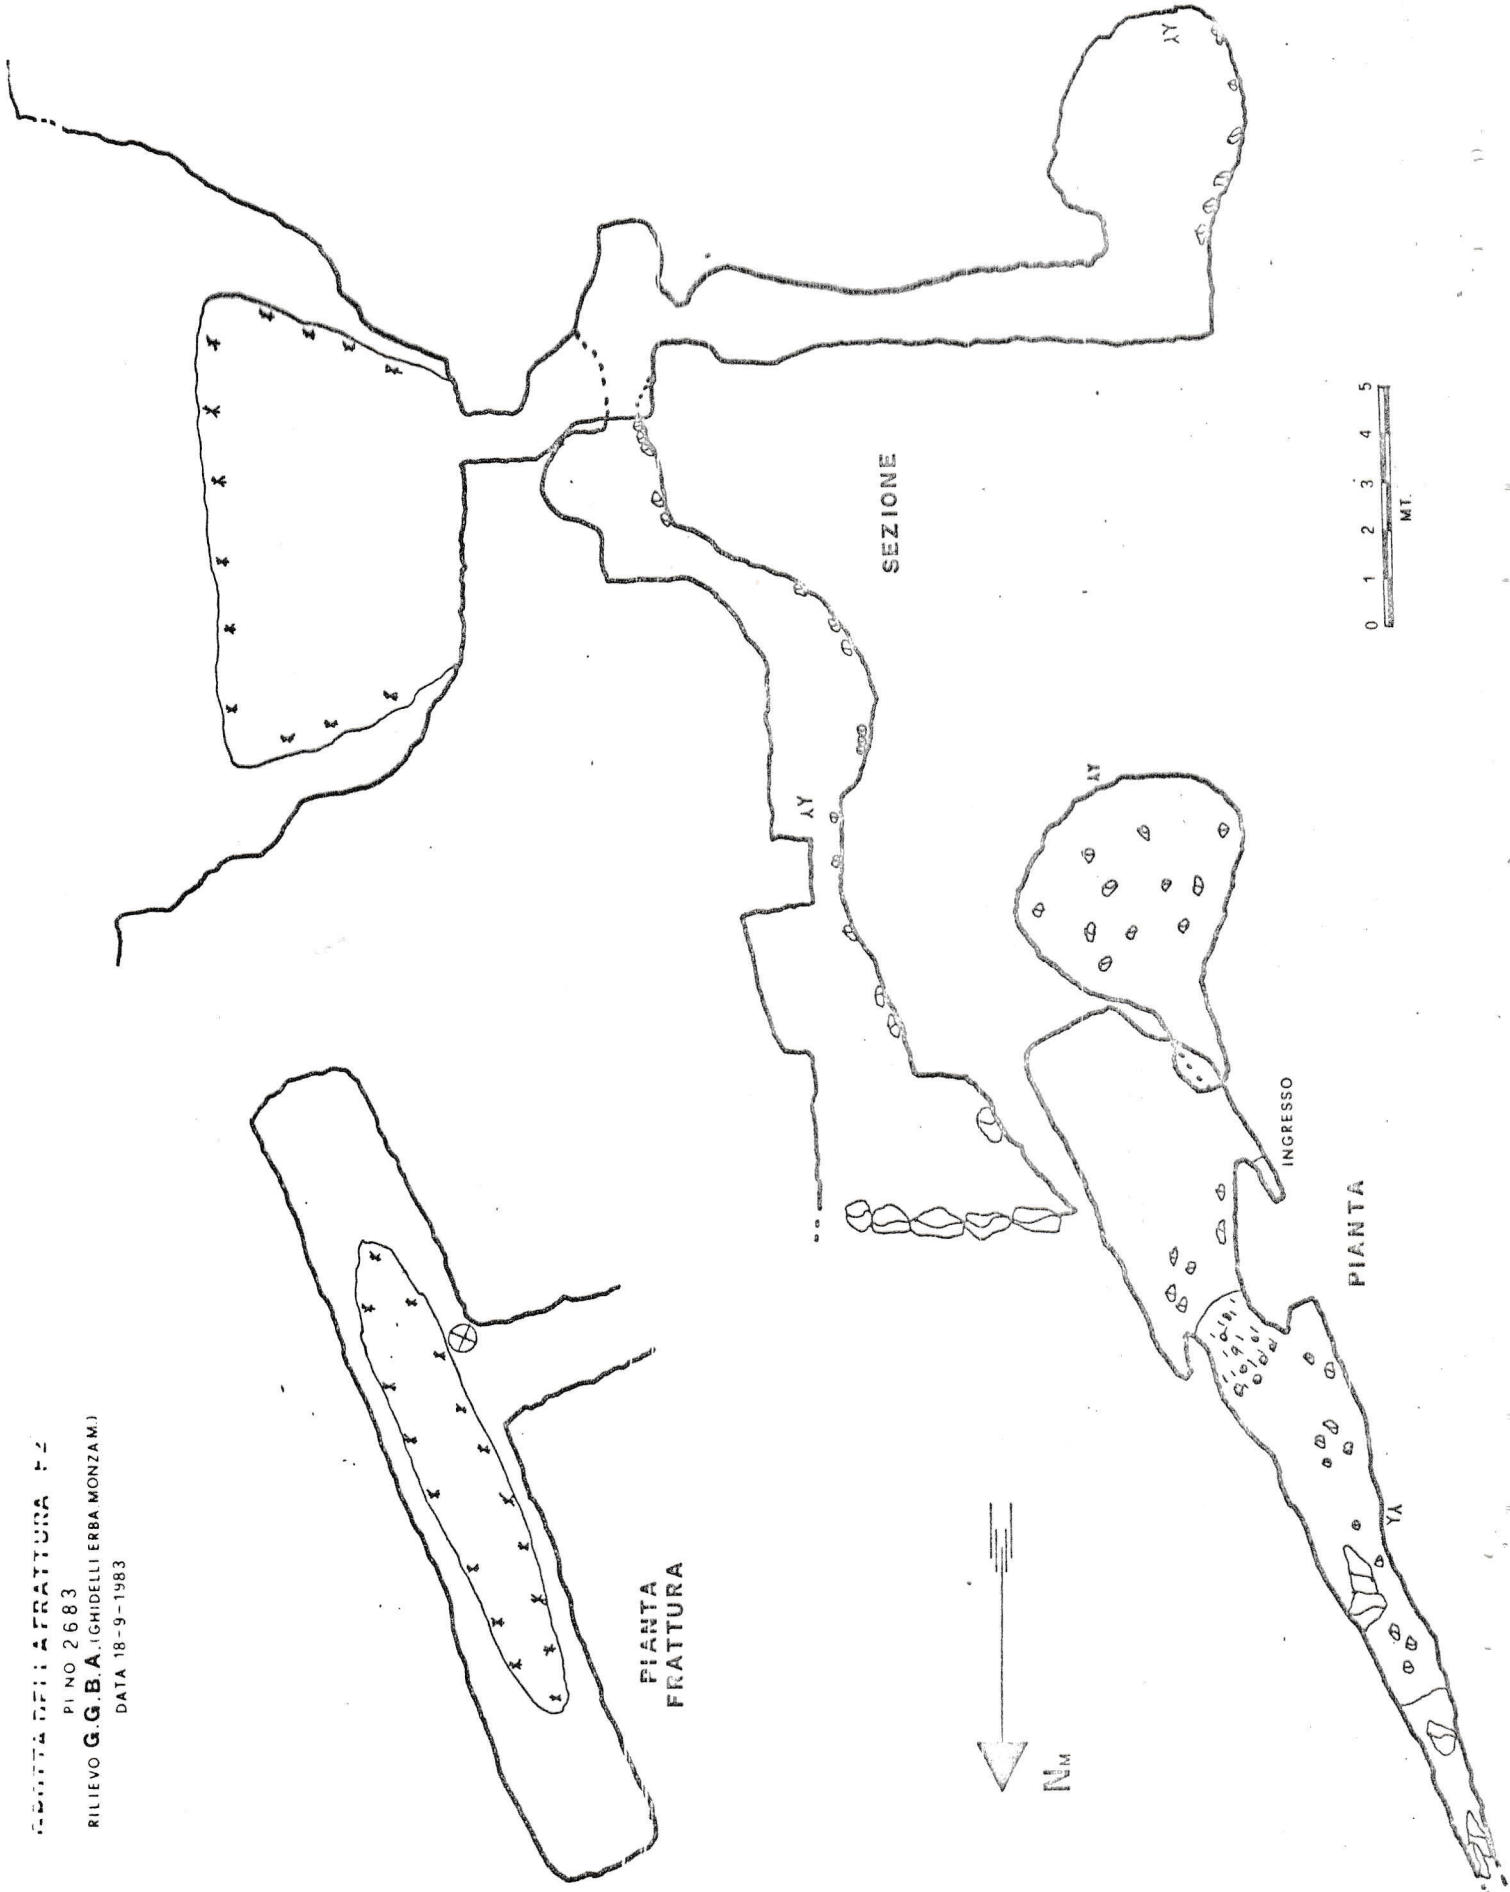 FRATTURA
PI NO 2683
RILIEVO G.G.B.A. (GHIDELLI ERBA MONZA M.)
DATA 18-9-1983
PIANTA
FRATTURA
SEZIONE
0 1 2 3 4 5
MT.
INGRESSO
PIANTA
NM